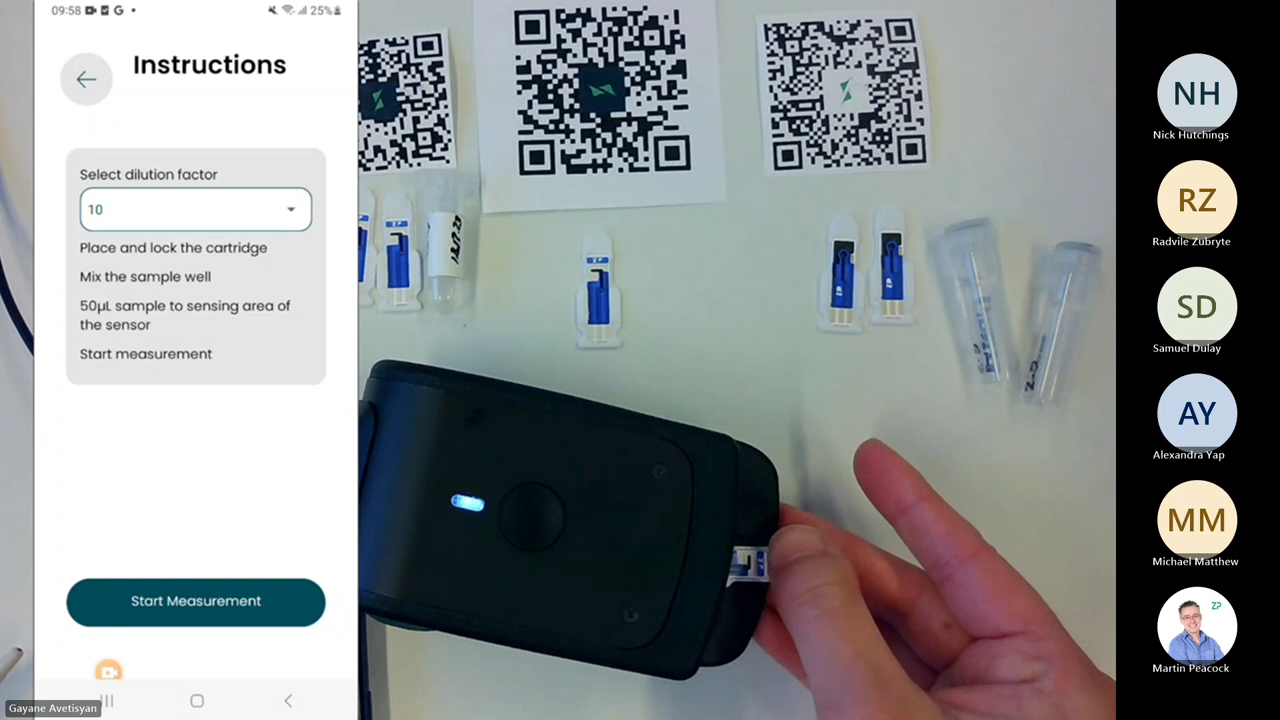 09:58
25%
Instructions
Select dilution factor
10
Place and lock the cartridge
Mix the sample well
50µL sample to sensing area of
the sensor
Start measurement
Start Measurement
Gayane Avetisyan
NH
Nick Hutchings
RZ
Radvile Zubryte
SD
Samuel Dulay
AY
Alexandra Yap
MM
Michael Matthew
ZP
Martin Peacock